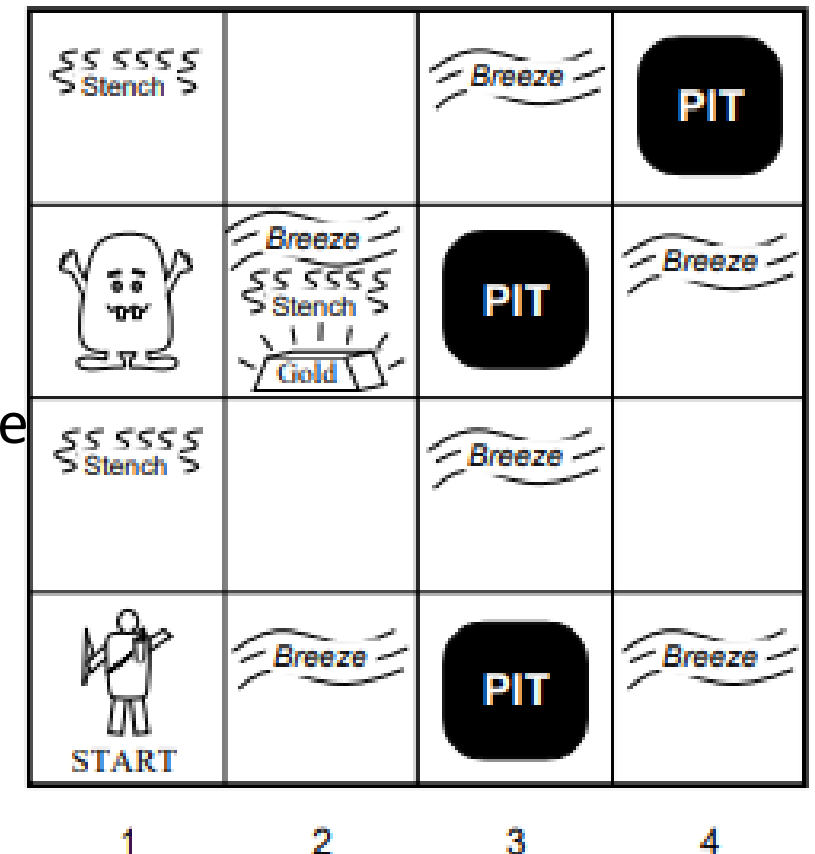 Stench
Breeze
PIT
Breeze
Stench
Gold
PIT
Breeze
e
Stench
Breeze
START
Breeze
PIT
Breeze
1 2 3 4